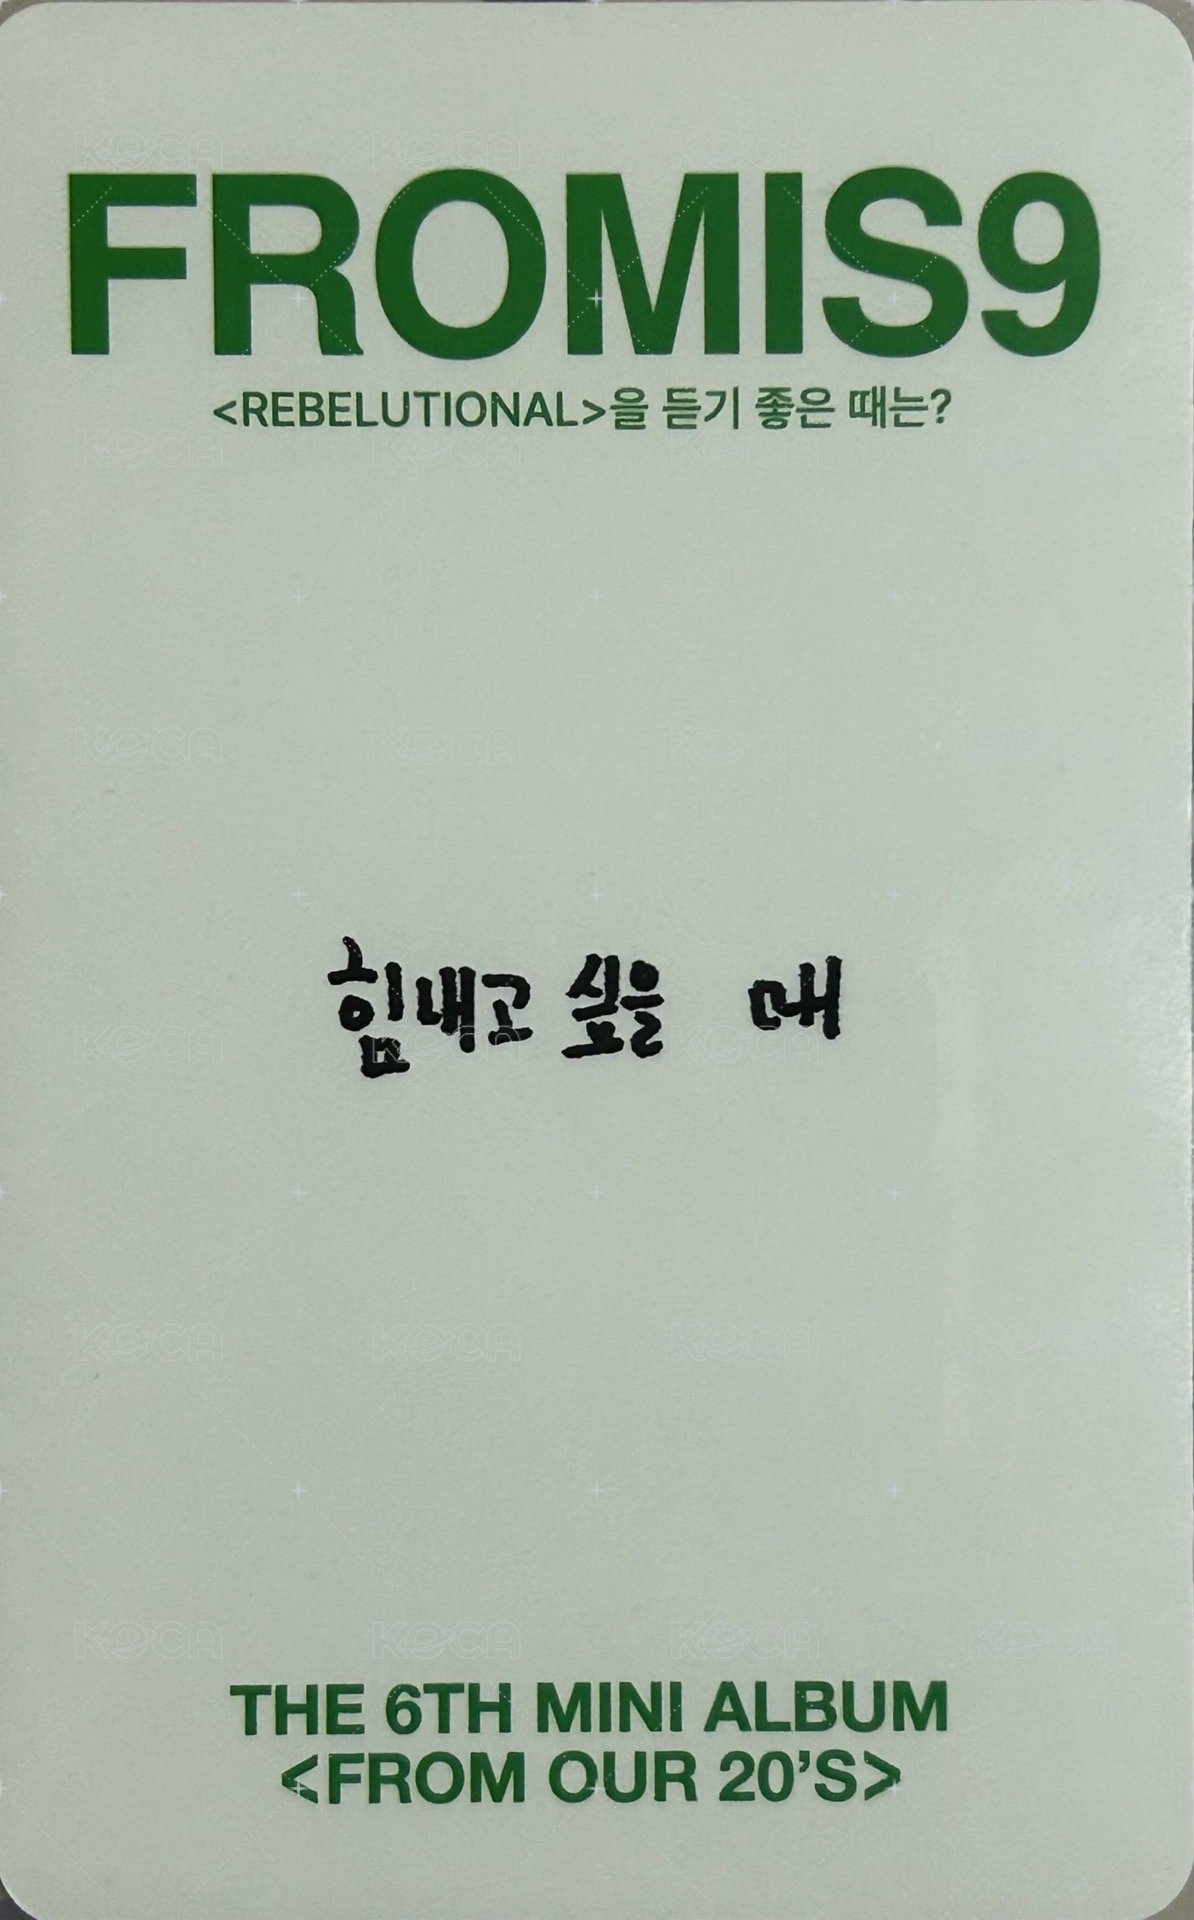 FROMIS9
<REBELUTIONAL>을 듣기 좋은 때는?
힘내고 싶을 때
THE 6TH MINI ALBUM
<FROM OUR 20'S>
KOCA